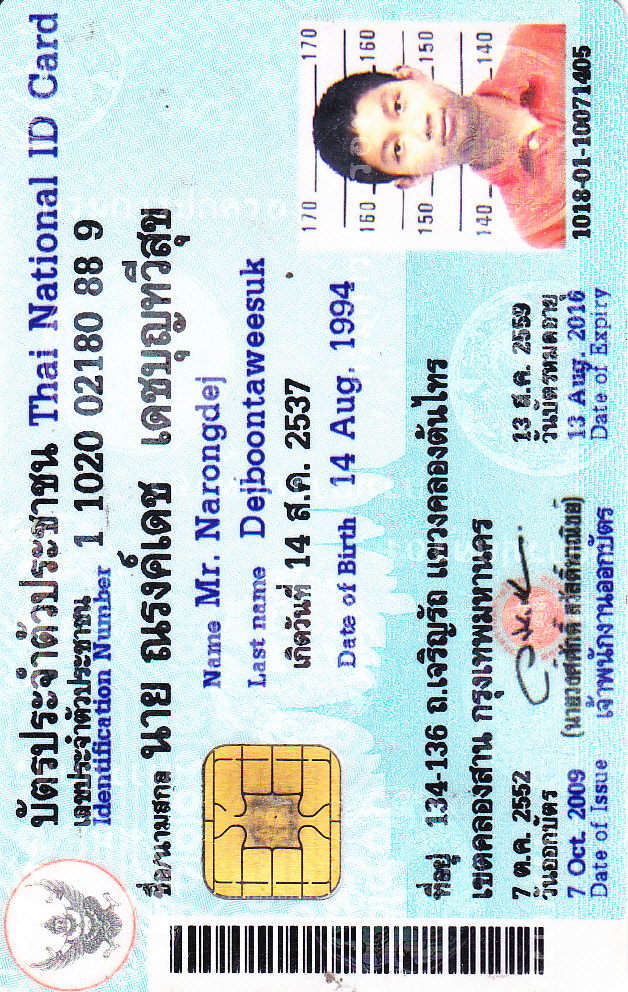 บัตรประจำตัวประชาชน Thai National ID Card
เลขประจำตัวประชาชน 1 1020 02180 88 9
Identification Number
ชื่อ/นามสกุล นาย ณรงค์เดช เดชบุญทวีสุข
Name Mr. Narongdej
Last name Dejboontaweesuk
เกิดวันที่ 14 ส.ค. 2537
Date of Birth 14 Aug. 1994
ที่อยู่ 134-136 ถ.เจริญรัถ แขวงคลองต้นไทร
เขตคลองสาน กรุงเทพมหานคร
7 ต.ค. 2552
วันออกบัตร
7 Oct. 2009
Date of Issue
(นายวงศ์ศักดิ์ สวัสดิ์พาณิชย์)
เจ้าพนักงานออกบัตร
13 ส.ค. 2559
วันบัตรหมดอายุ
13 Aug. 2016
Date of Expiry
170 170
160 160
150 150
140 140
1018-01-10071405